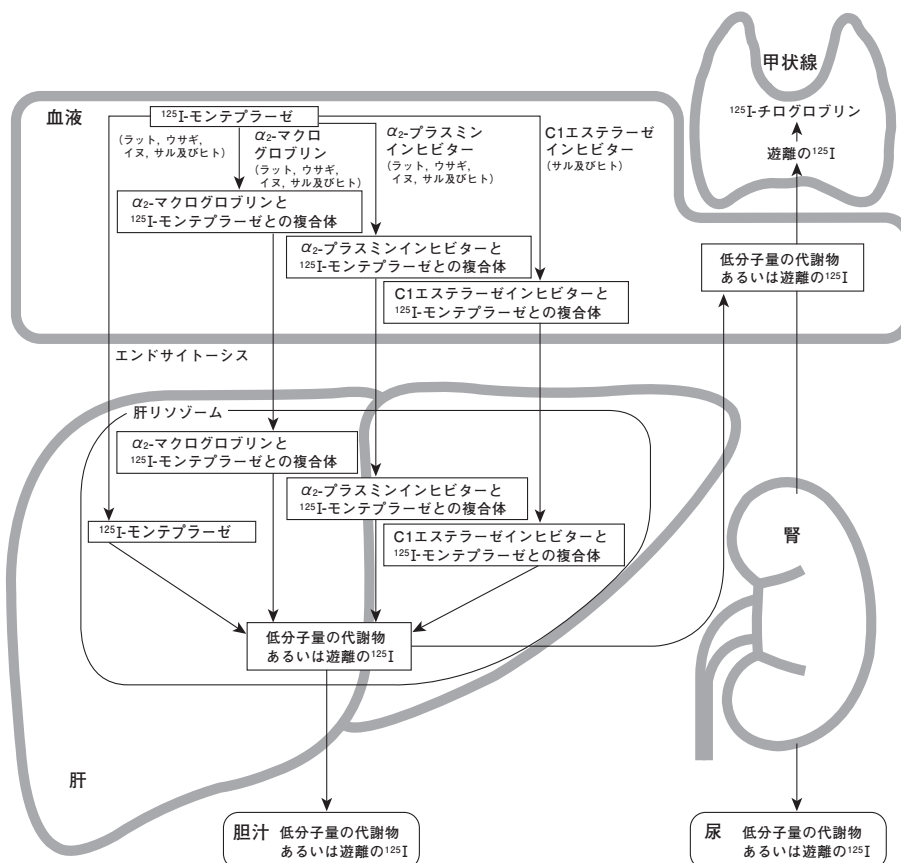 甲状線
¹²⁵I-チログロブリン
遊離の¹²⁵I
血液
¹²⁵I-モンテプラーゼ
(ラット, ウサギ,
イヌ, サル及びヒト)
α₂-マクロ
グロブリン
(ラット, ウサギ,
イヌ, サル及びヒト)
α₂-プラスミン
インヒビター
(ラット, ウサギ,
イヌ, サル及びヒト)
C1エステラーゼ
インヒビター
(サル及びヒト)
α₂-マクログロブリンと
¹²⁵I-モンテプラーゼとの複合体
α₂-プラスミンインヒビターと
¹²⁵I-モンテプラーゼとの複合体
C1エステラーゼインヒビターと
¹²⁵I-モンテプラーゼとの複合体
低分子量の代謝物
あるいは遊離の¹²⁵I
エンドサイトーシス
肝リソゾーム
α₂-マクログロブリンと
¹²⁵I-モンテプラーゼとの複合体
α₂-プラスミンインヒビターと
¹²⁵I-モンテプラーゼとの複合体
¹²⁵I-モンテプラーゼ
C1エステラーゼインヒビターと
¹²⁵I-モンテプラーゼとの複合体
腎
低分子量の代謝物
あるいは遊離の¹²⁵I
肝
胆汁 低分子量の代謝物
あるいは遊離の¹²⁵I
尿 低分子量の代謝物
あるいは遊離の¹²⁵I